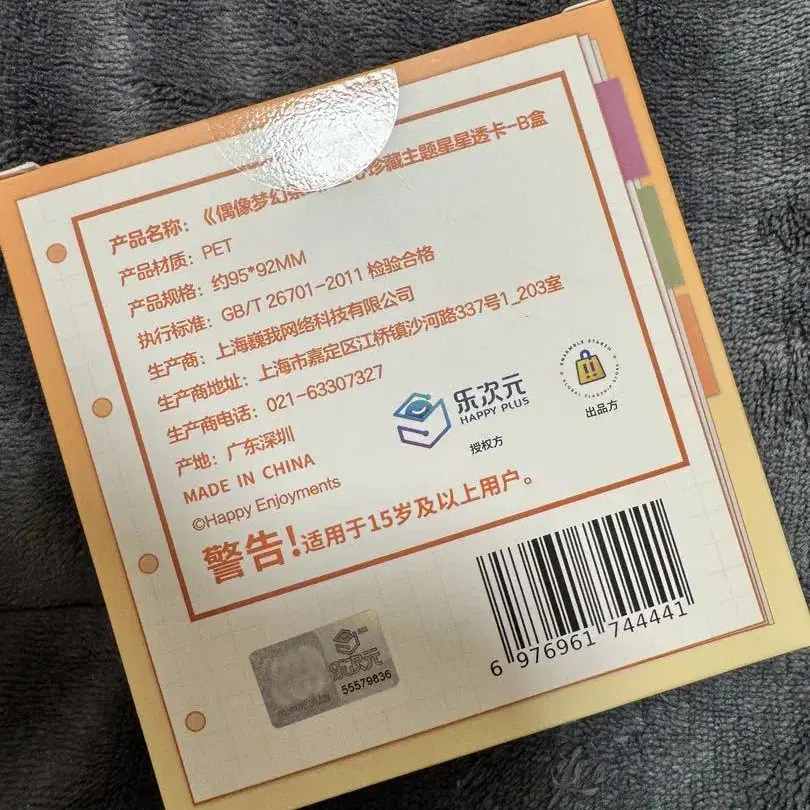 产品名称：《偶像梦幻 珍藏主题星星透卡-B盒
产品材质：PET
产品规格：约95*92MM
执行标准：GB/T 26701-2011 检验合格
生产商：上海巍我网络科技有限公司
生产商地址：上海市嘉定区江桥镇沙河路337号1_203室
生产商电话：021-63307327
产地：广东深圳
MADE IN CHINA
©Happy Enjoyments
乐次元
HAPPY PLUS
授权方
ENSEMBLE STARS!!
GLOBAL FLAGSHIP STORE
出品方
警告!适用于15岁及以上用户。
乐次元
55579836
6 976961 744441